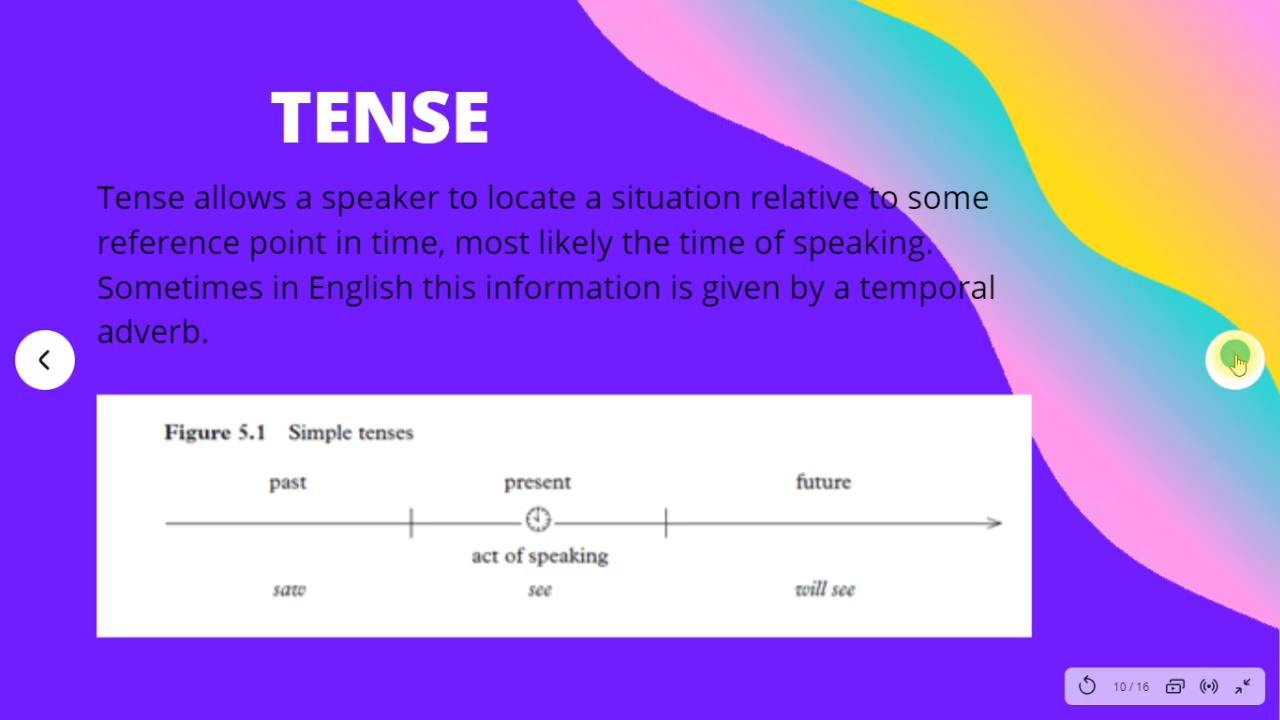 TENSE
Tense allows a speaker to locate a situation relative to some
reference point in time, most likely the time of speaking.
Sometimes in English this information is given by a temporal
adverb.
Figure 5.1 Simple tenses
past present future
act of speaking
saw see will see
10 / 16